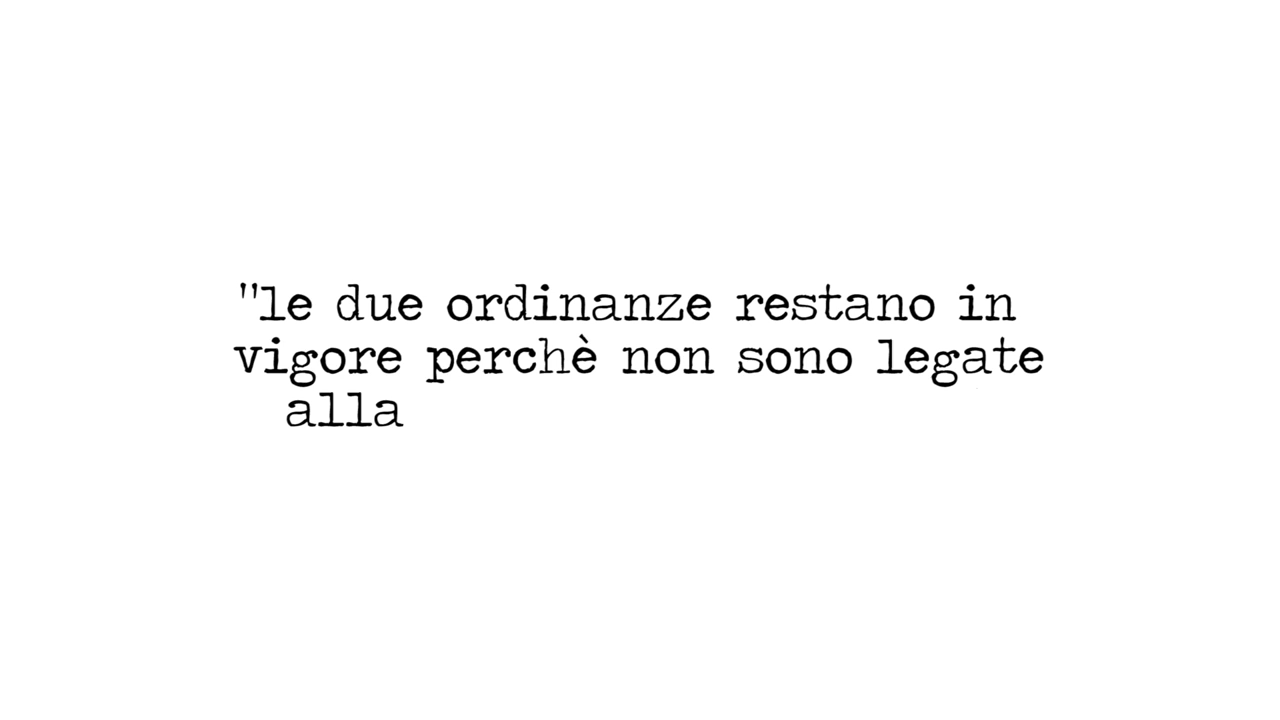 "le due ordinanze restano in
vigore perchè non sono legate
alla